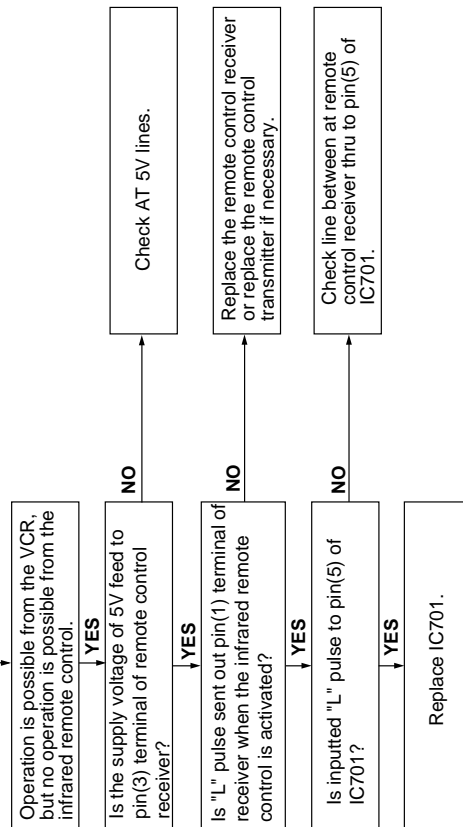 Operation is possible from the VCR,
but no operation is possible from the
infrared remote control.
YES
Is the supply voltage of 5V feed to
pin(3) terminal of remote control
receiver?
NO
Check AT 5V lines.
YES
Is "L" pulse sent out pin(1) terminal of
receiver when the infrared remote
control is activated?
NO
Replace the remote control receiver
or replace the remote control
transmitter if necessary.
YES
Is inputted "L" pulse to pin(5) of
IC701?
NO
Check line between at remote
control receiver thru to pin(5) of
IC701.
YES
Replace IC701.